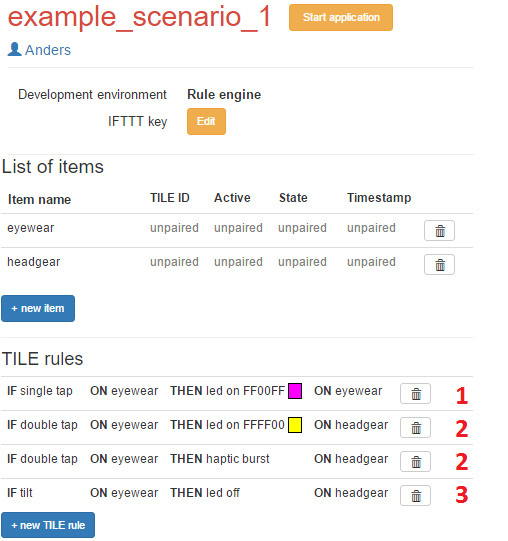 example_scenario_1 Start application
Anders
Development environment Rule engine
IFTTT key Edit
List of items
Item name TILE ID Active State Timestamp
eyewear unpaired unpaired unpaired unpaired
headgear unpaired unpaired unpaired unpaired
+ new item
TILE rules
IF single tap ON eyewear THEN led on FF00FF ON eyewear 1
IF double tap ON eyewear THEN led on FFFF00 ON headgear 2
IF double tap ON eyewear THEN haptic burst ON headgear 2
IF tilt ON eyewear THEN led off ON headgear 3
+ new TILE rule